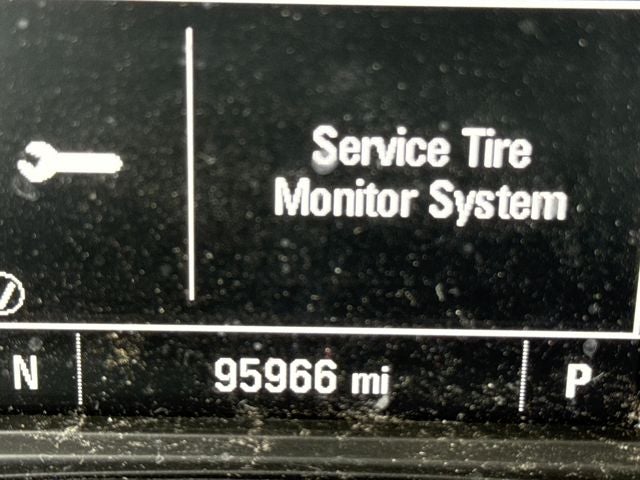 Service Tire
Monitor System
N
95966 mi
P